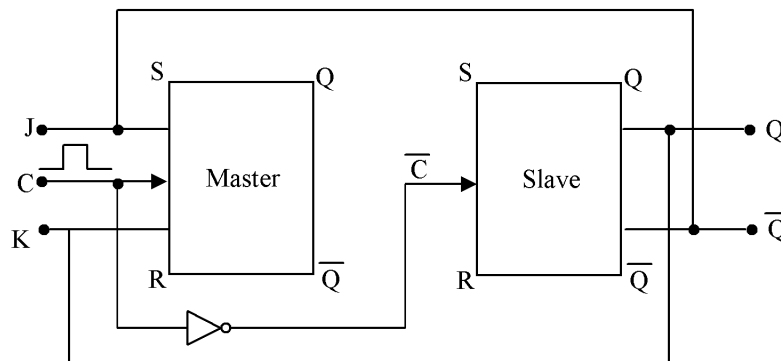 S Q S Q
J Q
C Master C̅ Slave
K Q̅
R Q̅ R Q̅